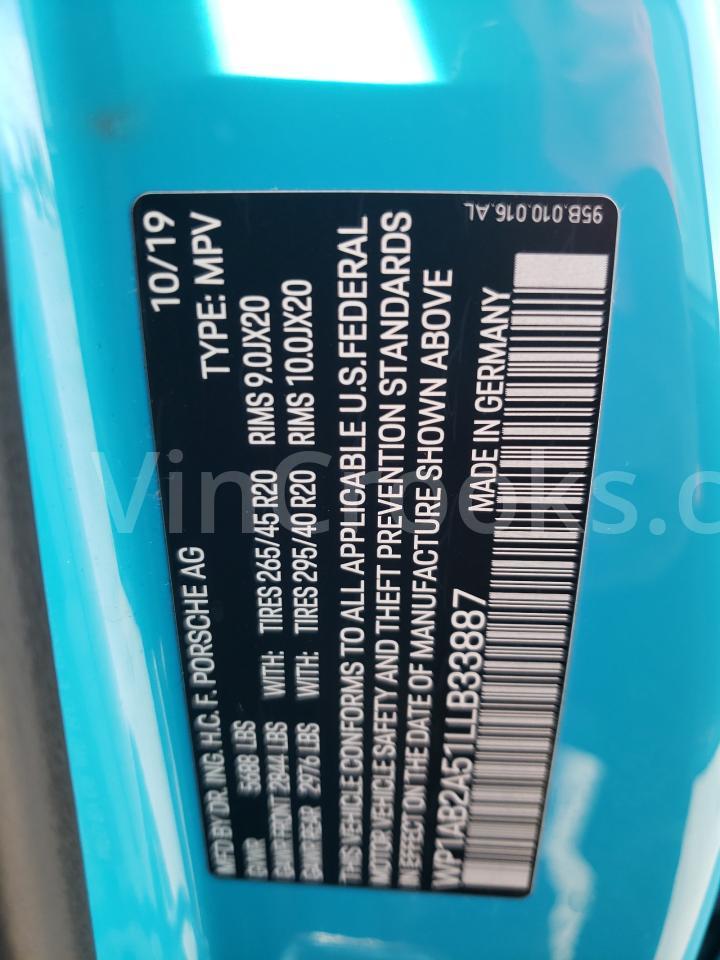 MFD BY DR. ING. H.C. F. PORSCHE AG 10/19
GVWR 5688 LBS TYPE: MPV
GAWR FRONT 2844 LBS WITH: TIRES 265/45 R20 RIMS 9.0JX20
GAWR REAR 2976 LBS WITH: TIRES 295/40 R20 RIMS 10.0JX20
THIS VEHICLE CONFORMS TO ALL APPLICABLE U.S.FEDERAL
MOTOR VEHICLE SAFETY AND THEFT PREVENTION STANDARDS
IN EFFECT ON THE DATE OF MANUFACTURE SHOWN ABOVE
WP1AB2A51LLB33887 MADE IN GERMANY
95B.010.016.AL
VinCrooks.c